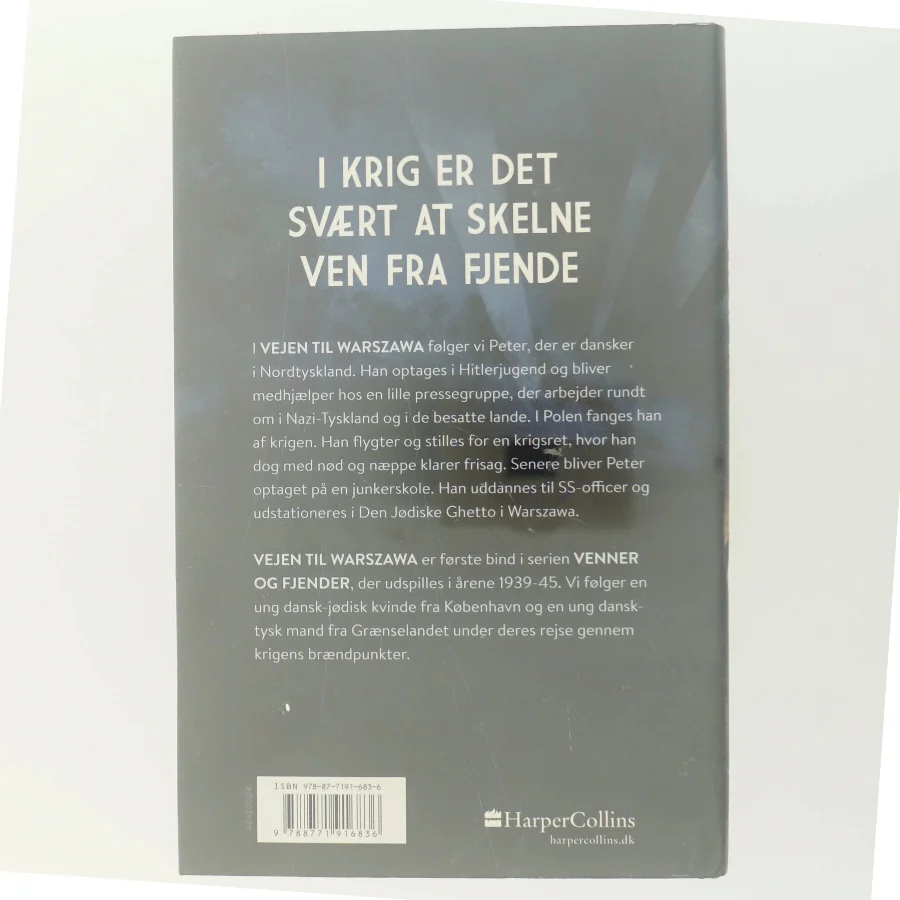 I KRIG ER DET
SVÆRT AT SKELNE
VEN FRA FJENDE
I VEJEN TIL WARSZAWA følger vi Peter, der er dansker
i Nordtyskland. Han optages i Hitlerjugend og bliver
medhjælper hos en lille pressegruppe, der arbejder rundt
om i Nazi-Tyskland og i de besatte lande. I Polen fanges han
af krigen. Han flygter og stilles for en krigsret, hvor han
dog med nød og næppe klarer frisag. Senere bliver Peter
optaget på en junkerskole. Han uddannes til SS-officer og
udstationeres i Den Jødiske Ghetto i Warszawa.
VEJEN TIL WARSZAWA er første bind i serien VENNER
OG FJENDER, der udspilles i årene 1939-45. Vi følger en
ung dansk-jødisk kvinde fra København og en ung dansk-
tysk mand fra Grænselandet under deres rejse gennem
krigens brændpunkter.
ISBN 978-87-7191-683-6
9 788771 916836
HarperCollins
harpercollins.dk